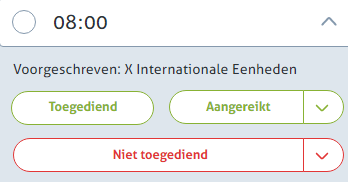 08:00
Voorgeschreven: X Internationale Eenheden
Toegediend
Aangereikt
Niet toegediend